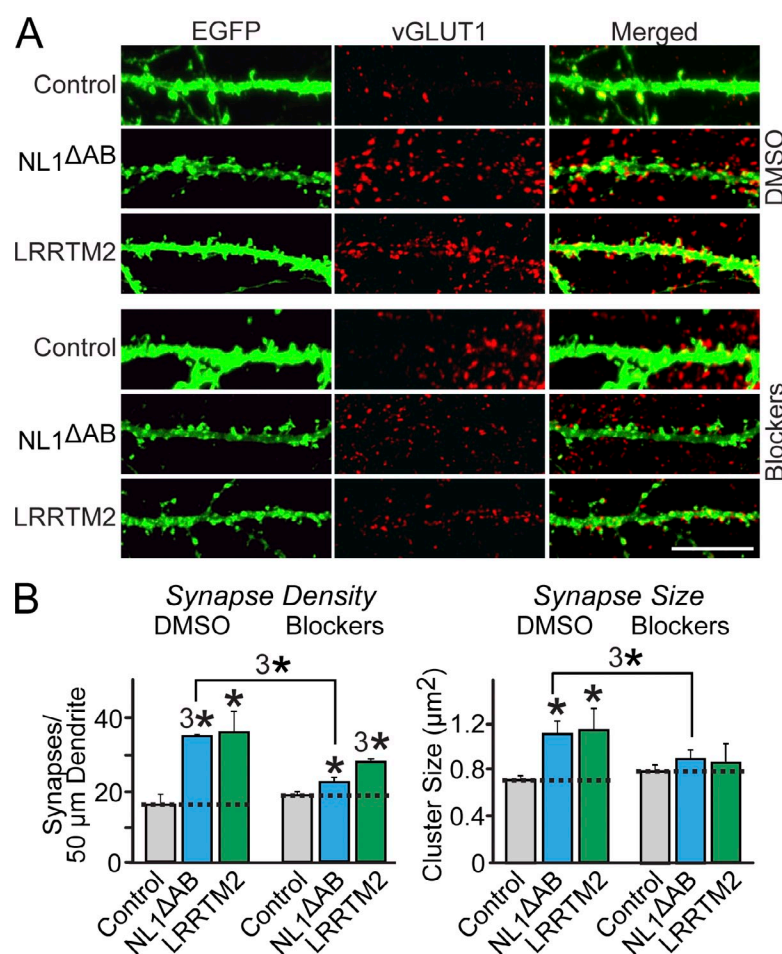 A
EGFP vGLUT1 Merged
Control
NL1ΔAB
LRRTM2
DMSO
Control
NL1ΔAB
LRRTM2
Blockers
B
Synapse Density
DMSO Blockers
3*
3* * * 3*
Synapses/
50 µm Dendrite
40
20
0
Control NL1ΔAB LRRTM2 Control NL1ΔAB LRRTM2
Synapse Size
DMSO Blockers
3*
* *
Cluster Size (µm2)
1.2
0.8
0.4
0
Control NL1ΔAB LRRTM2 Control NL1ΔAB LRRTM2